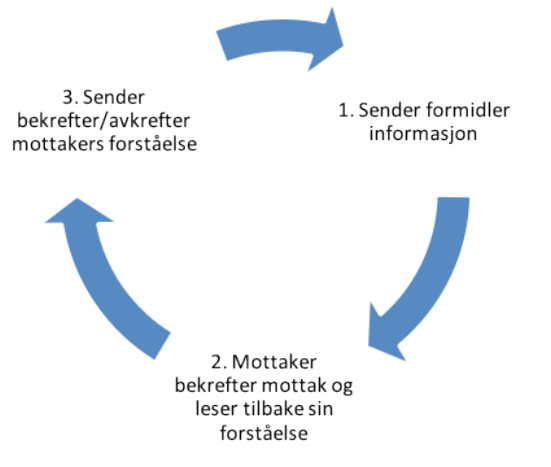 1. Sender formidler
informasjon
2. Mottaker
bekrefter mottak og
leser tilbake sin
forståelse
3. Sender
bekrefter/avkrefter
mottakers forståelse